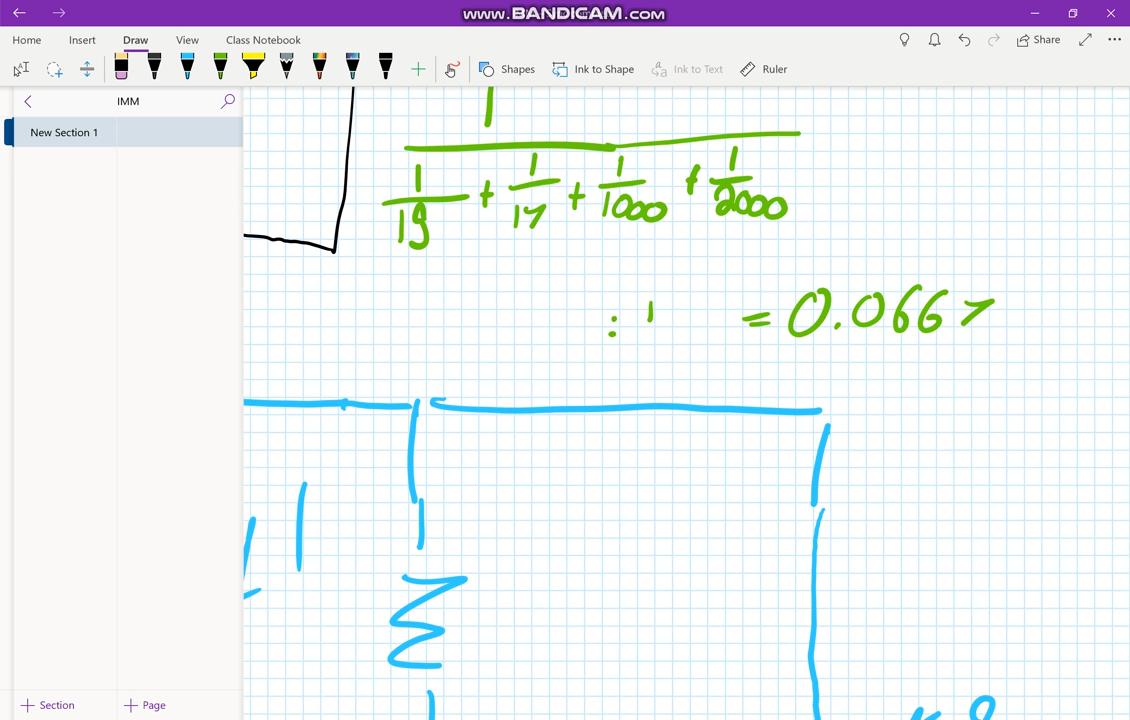 www.BANDICAM.com
Home Insert Draw View Class Notebook
Share
Shapes Ink to Shape Ink to Text Ruler
IMM
New Section 1
1
1/19 + 1/17 + 1/1000 + 1/2000
= 0.0667
Section Page